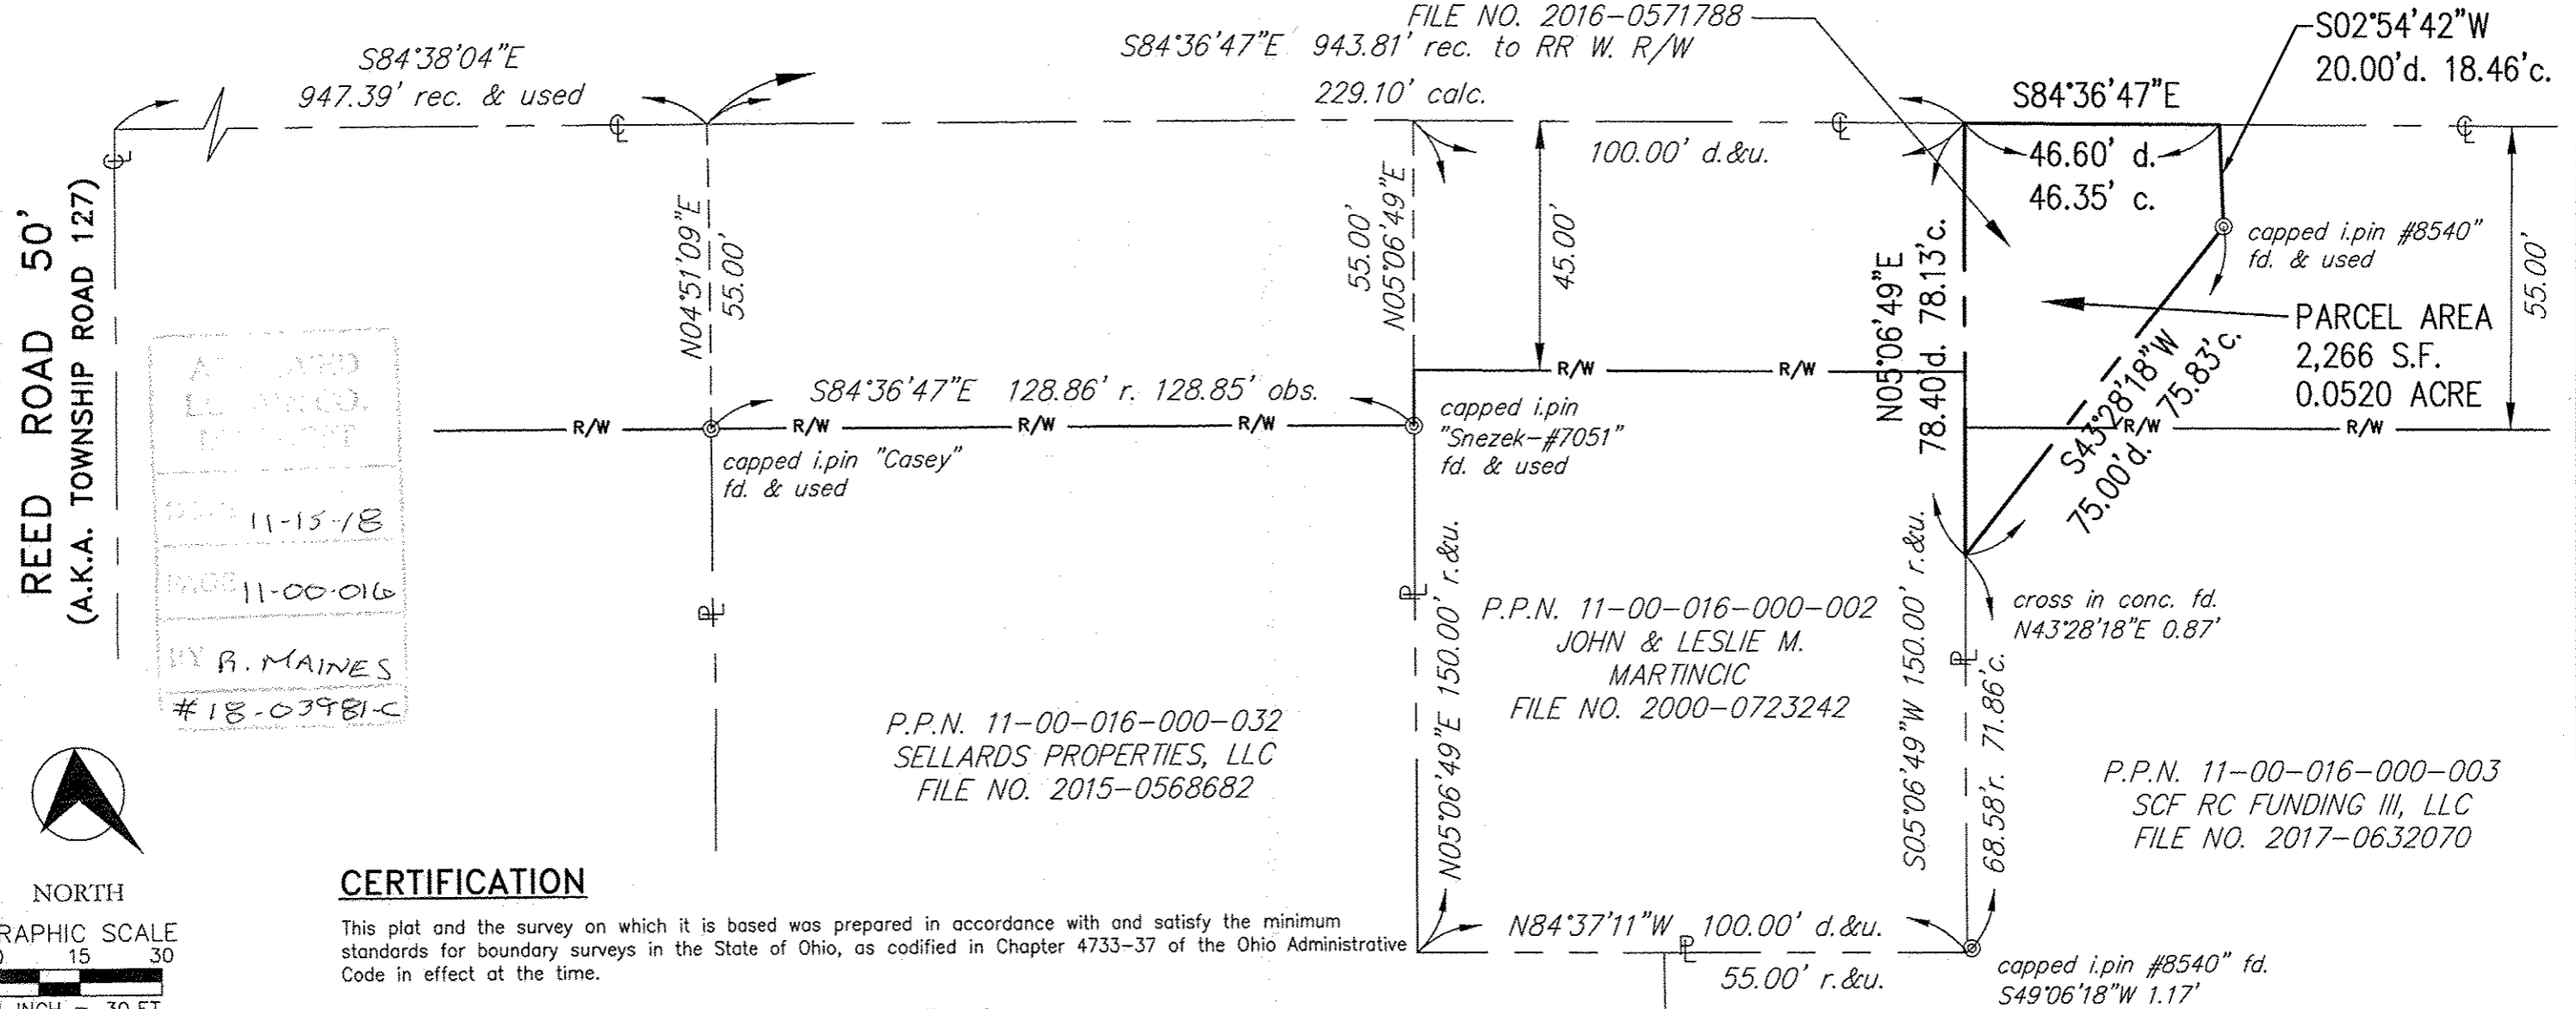 FILE NO. 2016-0571788
S84°36'47"E 943.81' rec. to RR W. R/W
229.10' calc.
S84°38'04"E
947.39' rec. & used
S02°54'42"W
20.00'd. 18.46'c.
S84°36'47"E
46.60' d.
46.35' c.
100.00' d.&u.
REED ROAD 50'
(A.K.A. TOWNSHIP ROAD 127)
N04°51'09"E
55.00'
55.00'
N05°06'49"E
45.00'
N05°06'49"E
78.40'd. 78.13'c.
capped i.pin #8540"
fd. & used
PARCEL AREA
2,266 S.F.
0.0520 ACRE
55.00'
S43°28'18"W
75.00'd. 75.83'c.
R/W R/W
R/W R/W R/W R/W
R/W R/W
S84°36'47"E 128.86' r. 128.85' obs.
capped i.pin "Casey"
fd. & used
capped i.pin
"Snezek-#7051"
fd. & used
11-15-18
11-00-016
BY R. MAINES
#18-03981-C
N05°06'49"E 150.00' r.&u.
P.P.N. 11-00-016-000-002
JOHN & LESLIE M.
MARTINCIC
FILE NO. 2000-0723242
S05°06'49"W 150.00' r.&u.
68.58'r. 71.86'c.
cross in conc. fd.
N43°28'18"E 0.87'
P.P.N. 11-00-016-000-032
SELLARDS PROPERTIES, LLC
FILE NO. 2015-0568682
P.P.N. 11-00-016-000-003
SCF RC FUNDING III, LLC
FILE NO. 2017-0632070
NORTH
RAPHIC SCALE
15 30
INCH = 30 FT
CERTIFICATION
This plat and the survey on which it is based was prepared in accordance with and satisfy the minimum
standards for boundary surveys in the State of Ohio, as codified in Chapter 4733-37 of the Ohio Administrative
Code in effect at the time.
N84°37'11"W 100.00' d.&u.
55.00' r.&u.
capped i.pin #8540" fd.
S49°06'18"W 1.17'